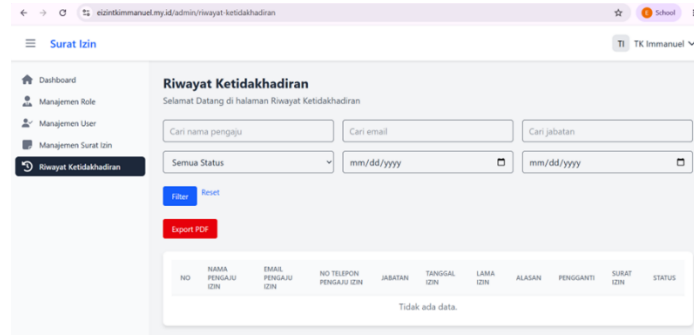 eizintkimmanuel.my.id/admin/riwayat-ketidakhadiran
School
Surat Izin
TI TK Immanuel
Dashboard
Manajemen Role
Manajemen User
Manajemen Surat Izin
Riwayat Ketidakhadiran
Riwayat Ketidakhadiran
Selamat Datang di halaman Riwayat Ketidakhadiran
Cari nama pengaju Cari email Cari jabatan
Semua Status mm/dd/yyyy mm/dd/yyyy
Filter Reset
Export PDF
NO NAMA PENGAJU IZIN EMAIL PENGAJU IZIN NO TELEPON PENGAJU IZIN JABATAN TANGGAL IZIN LAMA IZIN ALASAN PENGGANTI SURAT IZIN STATUS
Tidak ada data.